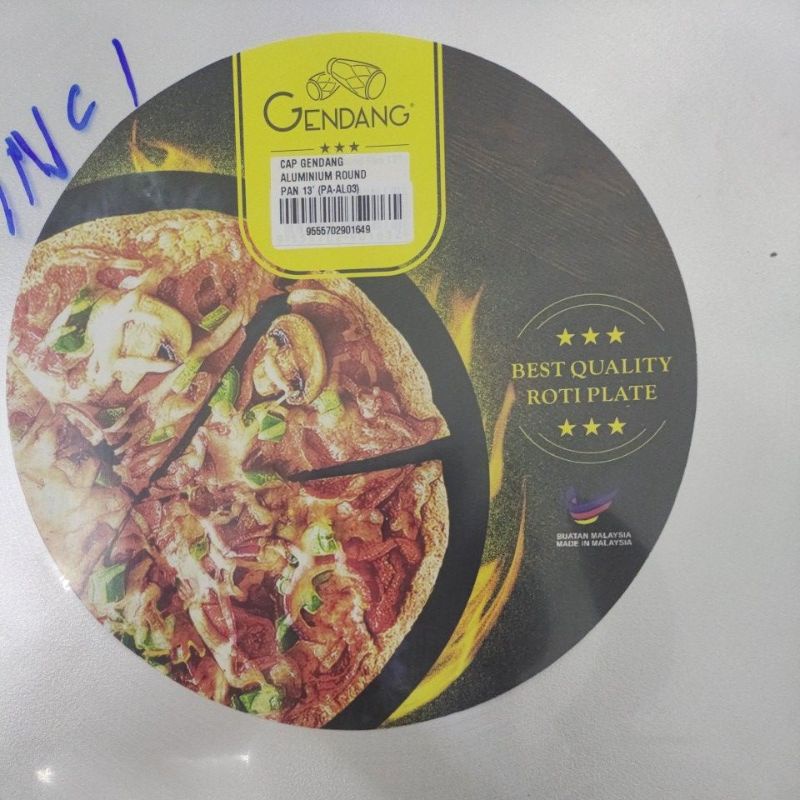 INCI
GENDANG®
CAP GENDANG
ALUMINIUM ROUND
PAN 13' (PA-AL03)
9555702901649
BEST QUALITY
ROTI PLATE
BUATAN MALAYSIA
MADE IN MALAYSIA